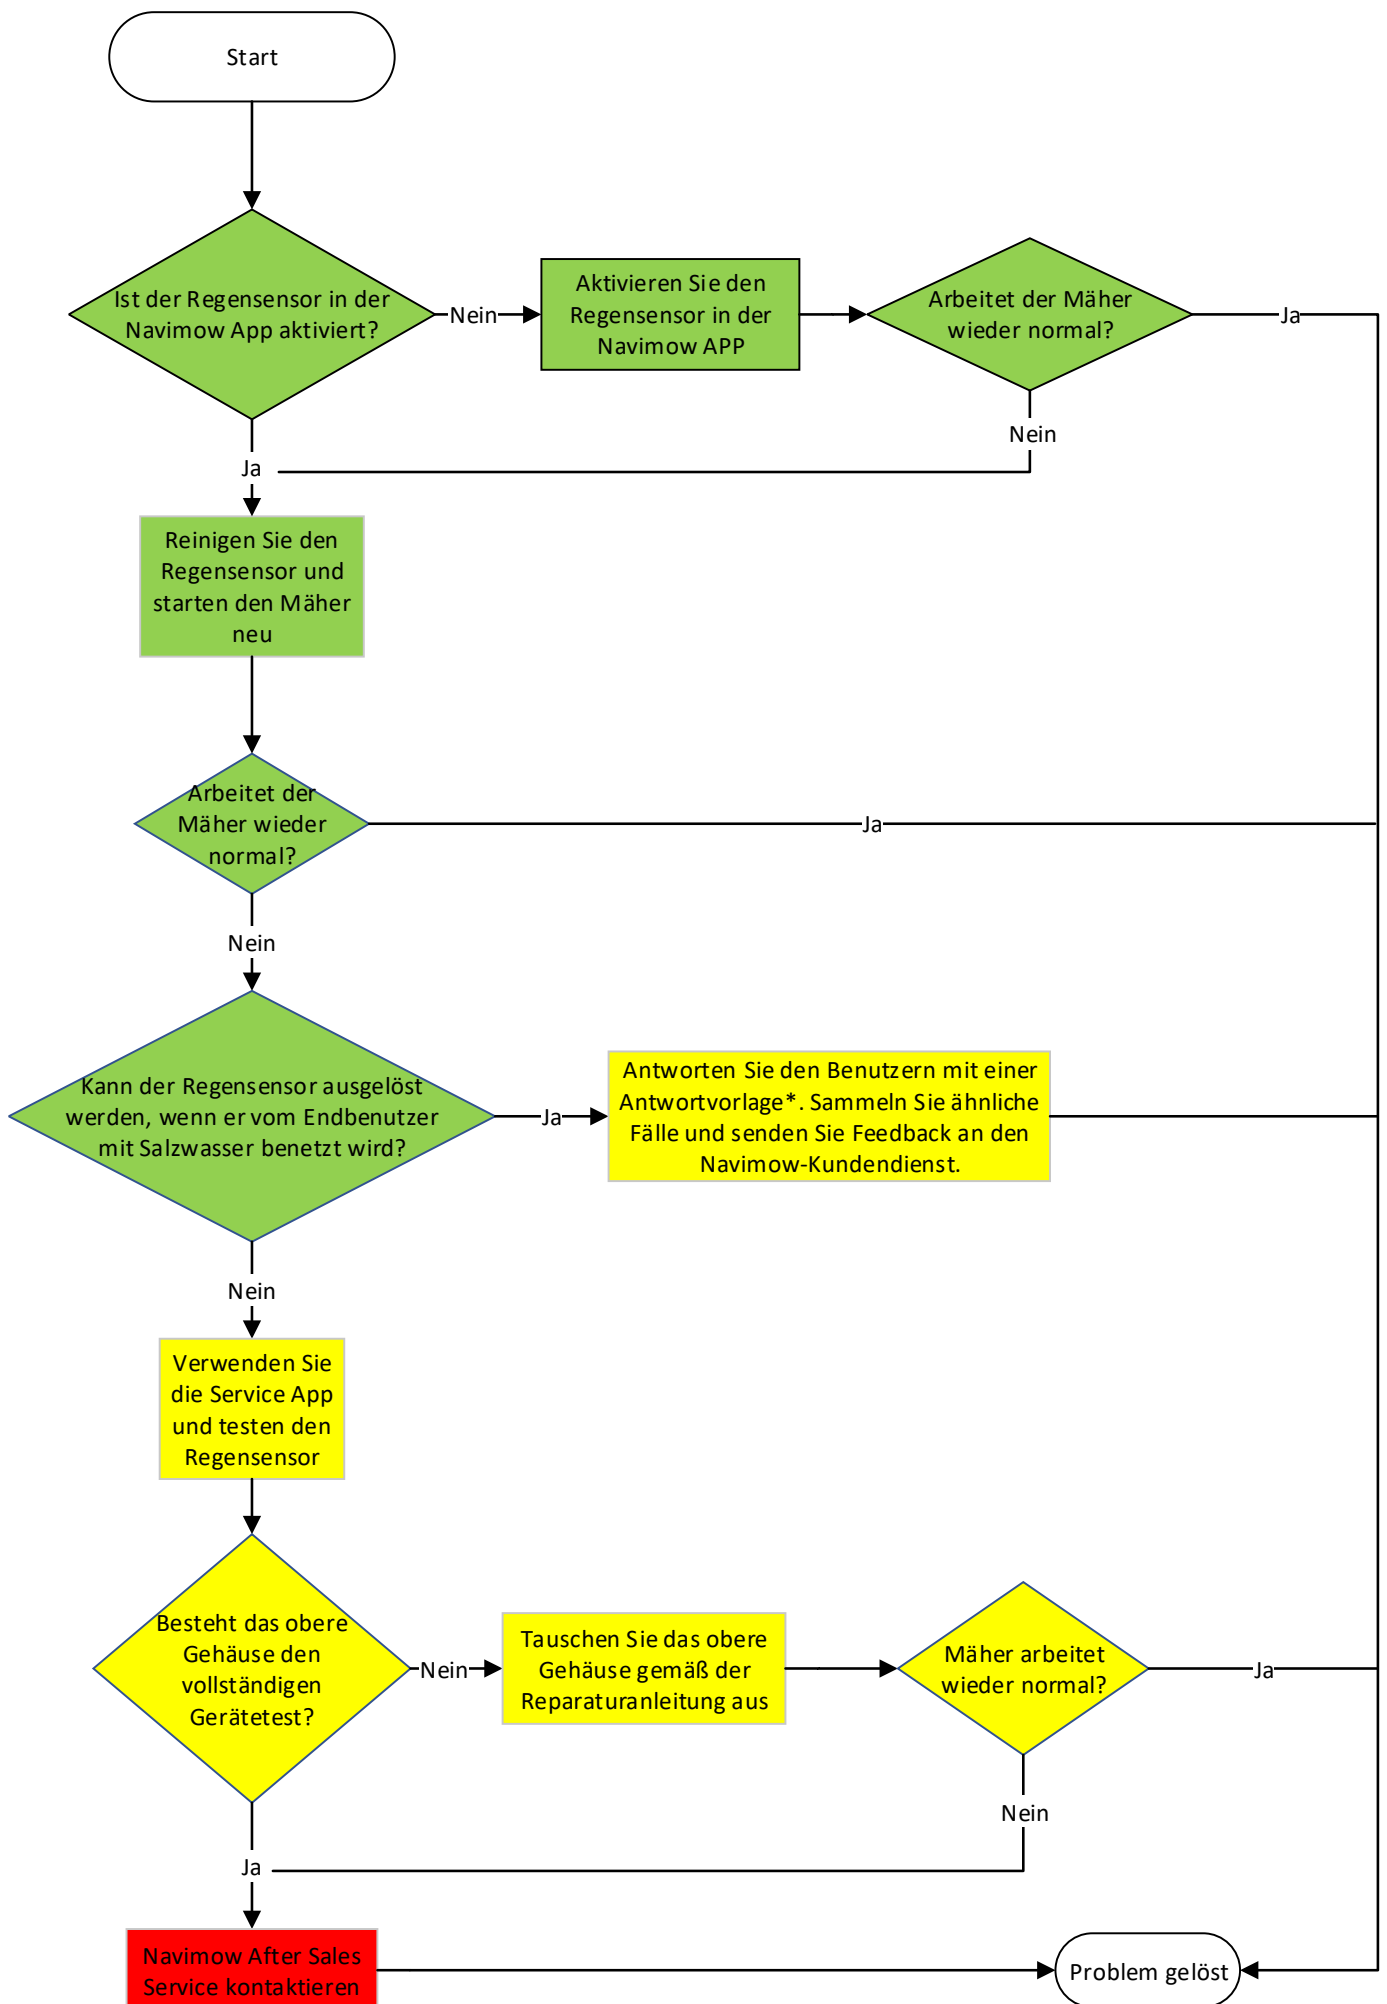 Start
Ist der Regensensor in der
Navimow App aktiviert?
Nein
Aktivieren Sie den
Regensensor in der
Navimow APP
Arbeitet der Mäher
wieder normal?
Ja
Nein
Ja
Reinigen Sie den
Regensensor und
starten den Mäher
neu
Arbeitet der
Mäher wieder
normal?
Ja
Nein
Kann der Regensensor ausgelöst
werden, wenn er vom Endbenutzer
mit Salzwasser benetzt wird?
Ja
Antworten Sie den Benutzern mit einer
Antwortvorlage*. Sammeln Sie ähnliche
Fälle und senden Sie Feedback an den
Navimow-Kundendienst.
Nein
Verwenden Sie
die Service App
und testen den
Regensensor
Besteht das obere
Gehäuse den
vollständigen
Gerätetest?
Nein
Tauschen Sie das obere
Gehäuse gemäß der
Reparaturanleitung aus
Mäher arbeitet
wieder normal?
Ja
Nein
Ja
Navimow After Sales
Service kontaktieren
Problem gelöst